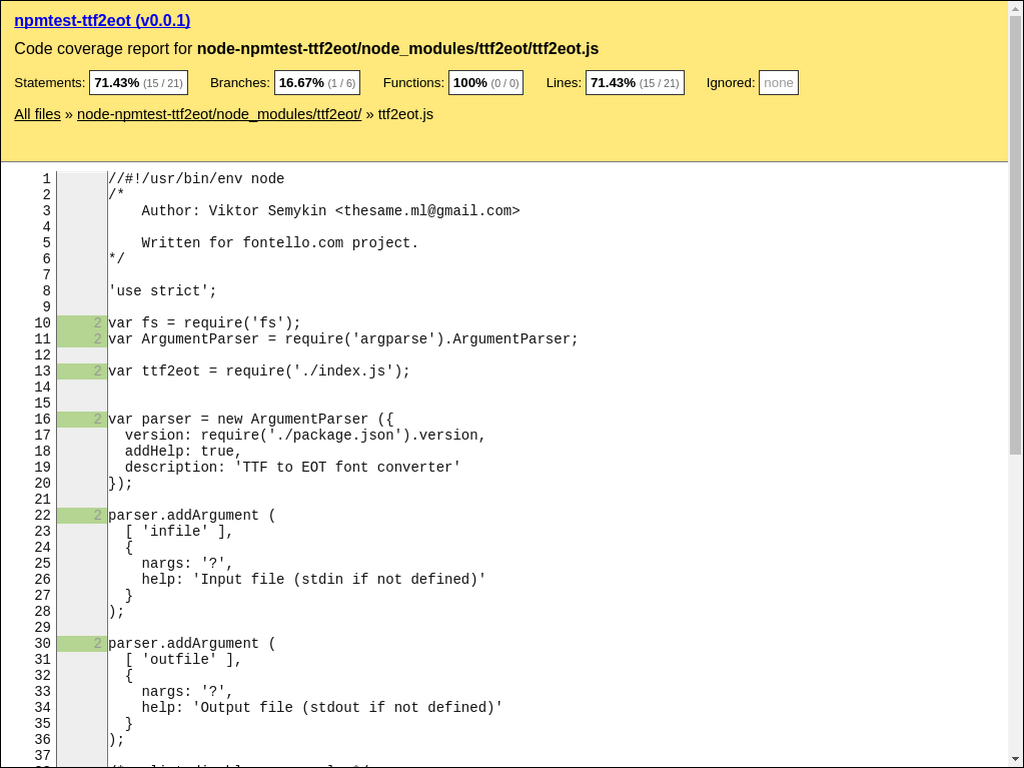 npmtest-ttf2eot (v0.0.1)
Code coverage report for node-npmtest-ttf2eot/node_modules/ttf2eot/ttf2eot.js
Statements: 71.43% (15 / 21) Branches: 16.67% (1 / 6) Functions: 100% (0 / 0) Lines: 71.43% (15 / 21) Ignored: none
All files » node-npmtest-ttf2eot/node_modules/ttf2eot/ » ttf2eot.js
1 //#!/usr/bin/env node
2 /*
3 Author: Viktor Semykin <thesame.ml@gmail.com>
4
5 Written for fontello.com project.
6 */
7
8 'use strict';
9
10 2 var fs = require('fs');
11 2 var ArgumentParser = require('argparse').ArgumentParser;
12
13 2 var ttf2eot = require('./index.js');
14
15
16 2 var parser = new ArgumentParser ({
17 version: require('./package.json').version,
18 addHelp: true,
19 description: 'TTF to EOT font converter'
20 });
21
22 2 parser.addArgument (
23 [ 'infile' ],
24 {
25 nargs: '?',
26 help: 'Input file (stdin if not defined)'
27 }
28 );
29
30 2 parser.addArgument (
31 [ 'outfile' ],
32 {
33 nargs: '?',
34 help: 'Output file (stdout if not defined)'
35 }
36 );
37